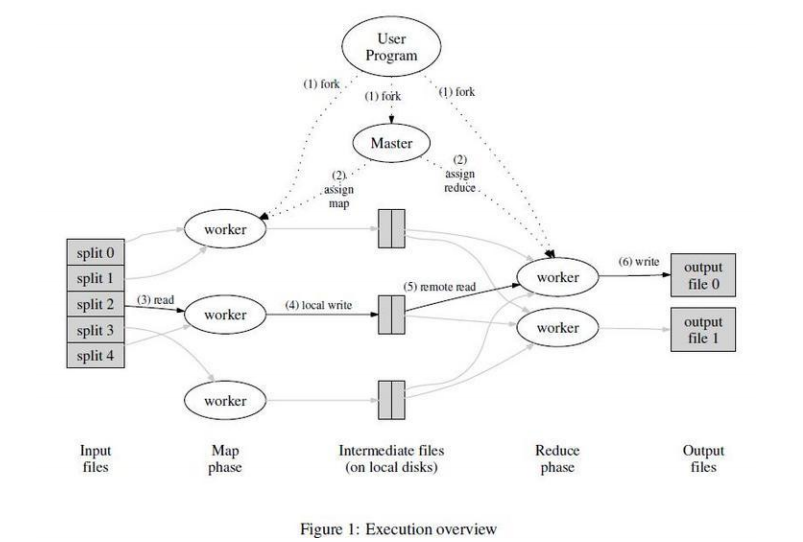 User
Program
(1) fork
(1) fork
(1) fork
Master
(2)
assign
map
(2)
assign
reduce
worker
split 0
split 1
split 2
split 3
split 4
(3) read
worker
(4) local write
(5) remote read
worker
(6) write
output
file 0
worker
output
file 1
worker
Input
files
Map
phase
Intermediate files
(on local disks)
Reduce
phase
Output
files
Figure 1: Execution overview